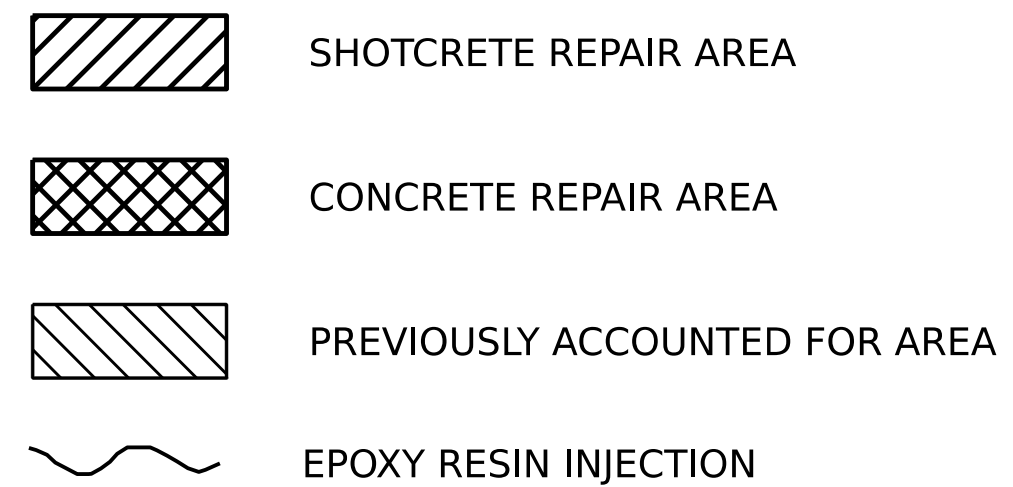 SHOTCRETE REPAIR AREA
CONCRETE REPAIR AREA
PREVIOUSLY ACCOUNTED FOR AREA
EPOXY RESIN INJECTION